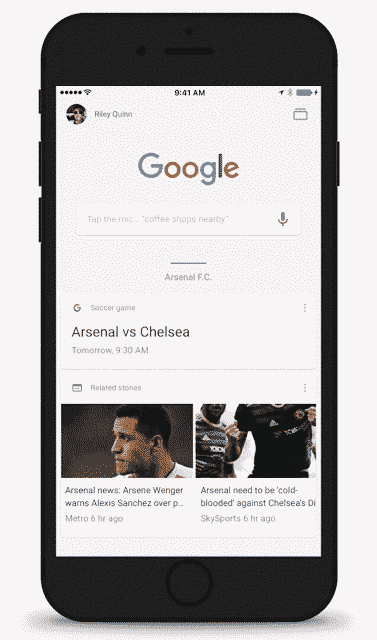 9:41 AM
Riley Quinn
Google
Tap the mic... "coffee shops nearby"
Arsenal F.C.
G Soccer game
Arsenal vs Chelsea
Tomorrow, 9:30 AM
Related stories
YOKO
Arsenal news: Arsene Wenger
warns Alexis Sanchez over p...
Metro 6 hr ago
Arsenal need to be 'cold-
blooded' against Chelsea's Di
SkySports 6 hr ago